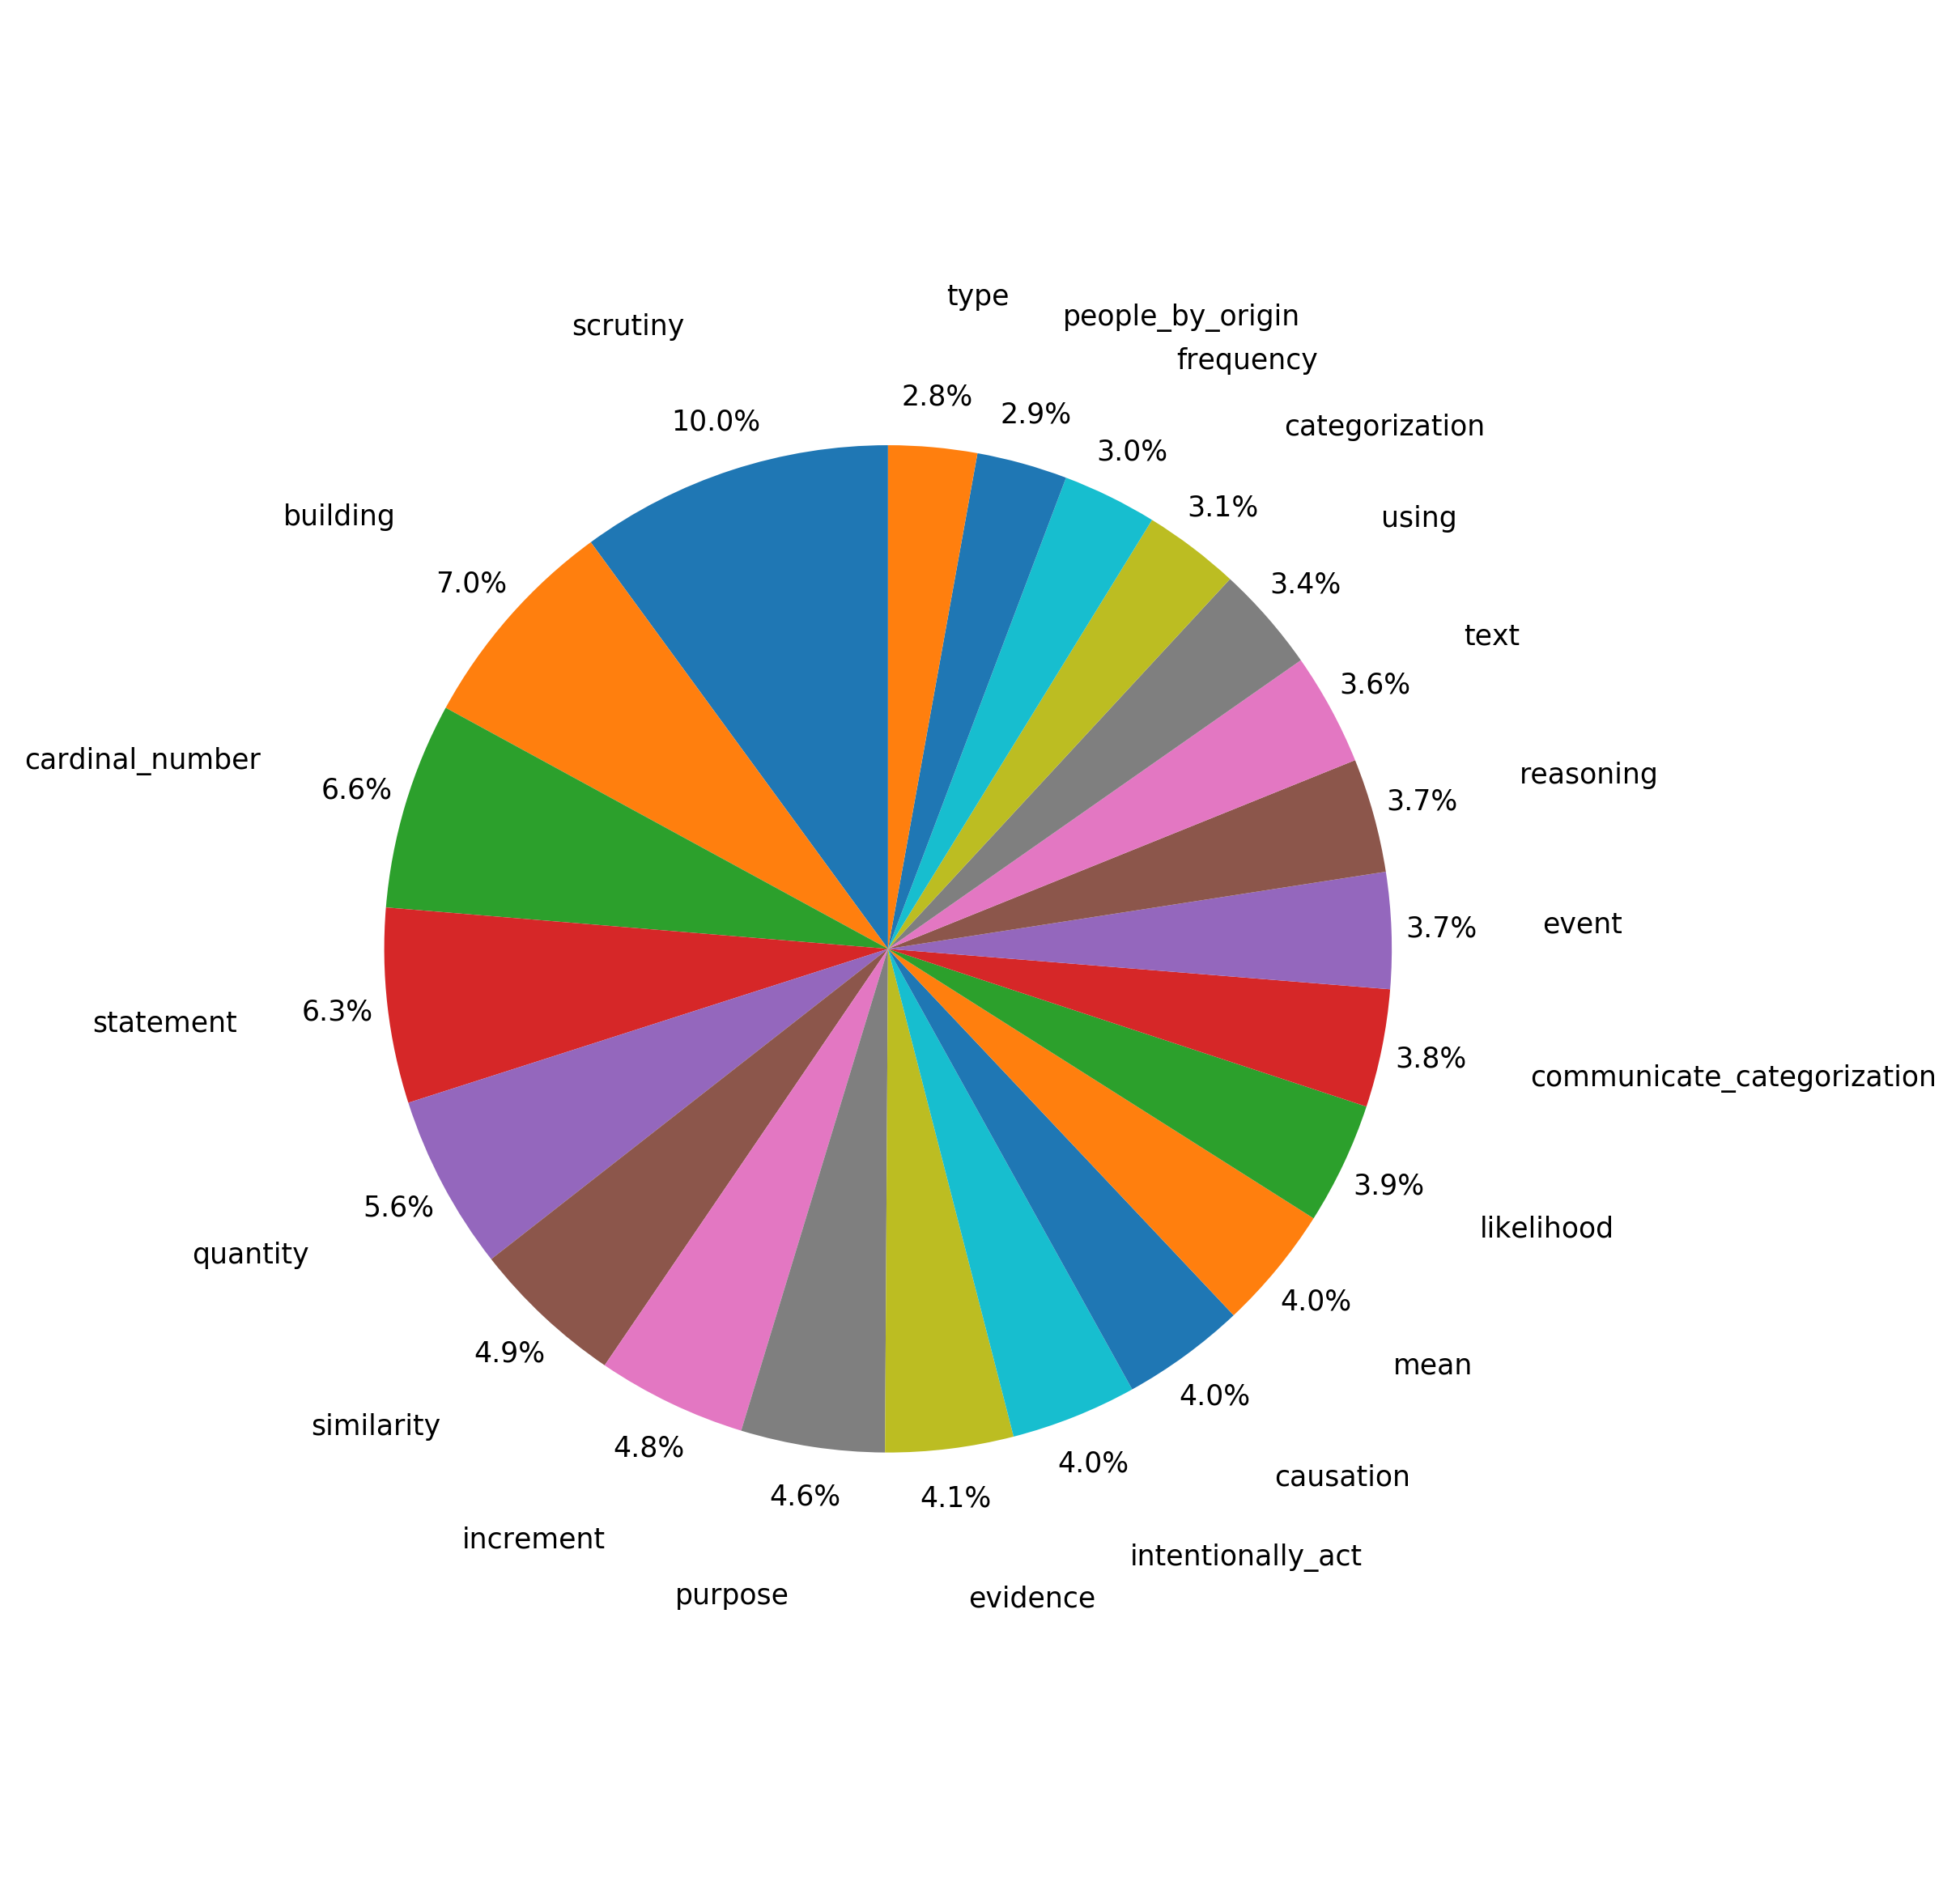 type
people_by_origin
scrutiny
frequency
2.8%
2.9%
10.0%
categorization
3.0%
3.1%
building
using
7.0%
3.4%
text
3.6%
cardinal_number
reasoning
6.6%
3.7%
event
3.7%
statement
6.3%
3.8%
communicate_categorization
3.9%
5.6%
likelihood
quantity
4.0%
4.9%
mean
4.0%
similarity
4.8%
4.0%
causation
4.6%
4.1%
increment
intentionally_act
purpose
evidence